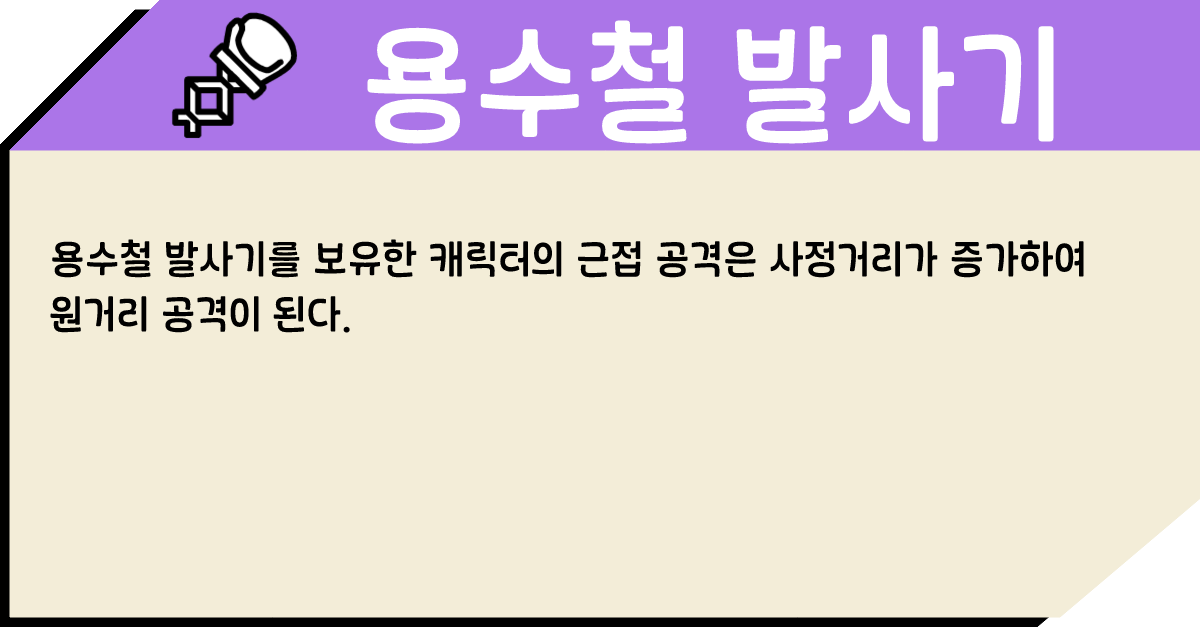 용수철 발사기
용수철 발사기를 보유한 캐릭터의 근접 공격은 사정거리가 증가하여
원거리 공격이 된다.